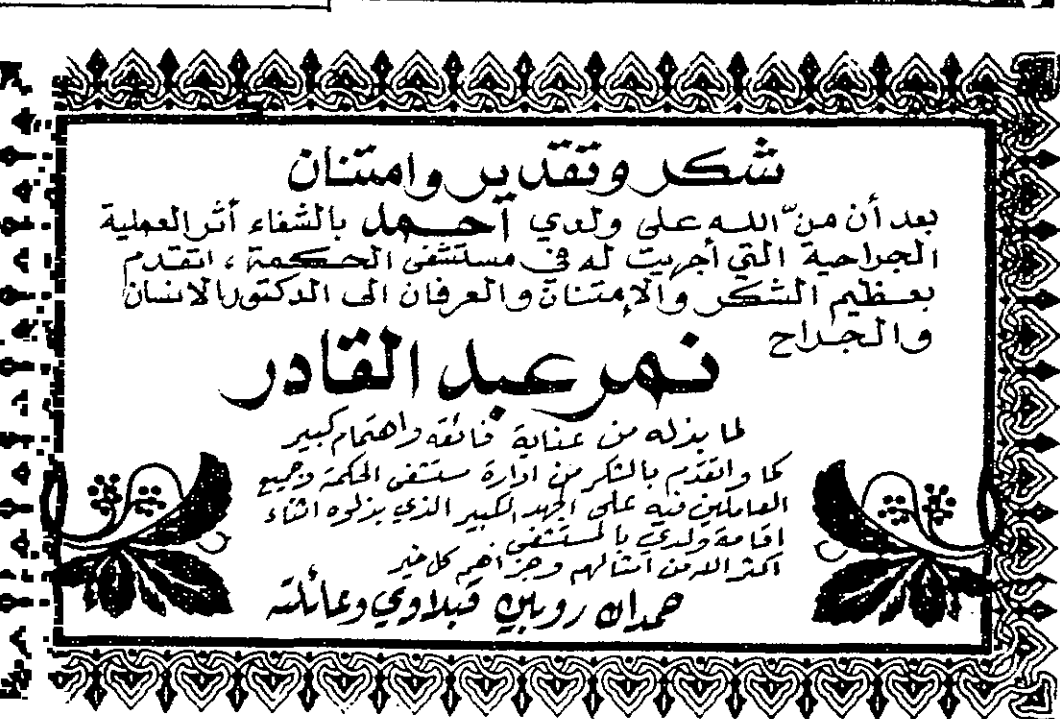 شكر وتقدير وامتنان
بعد أن منّ الله على ولدي أحمد بالشفاء أثر العملية
الجراحية التي أجريت له في مستشفى الحكمة، اتقدم
بعظيم الشكر والإمتنان والعرفان الى الدكتور الانسان
والجراح
نمر عبد القادر
لما بذله من عناية فائقة واهتمام كبير
كما واتقدم بالشكر من ادارة مستشفى الحكمة وجميع
العاملين فيه على الجهد الكبير الذي بذلوه اثناء
اقامة ولدي بالمستشفى.
اكثر الله من امثالهم وجزاهم كل خير
حمدان روبين قبلاوي وعائلته